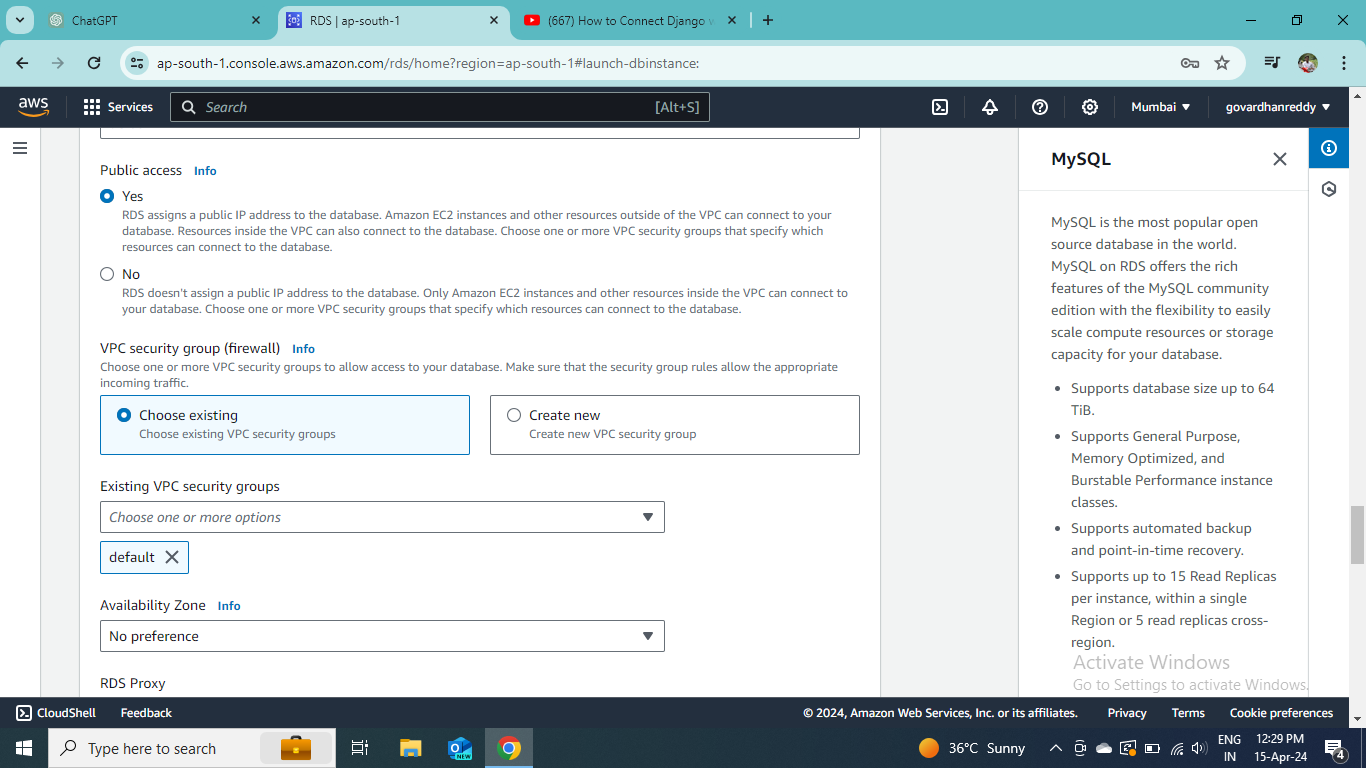 ChatGPT
RDS | ap-south-1
(667) How to Connect Django w
ap-south-1.console.aws.amazon.com/rds/home?region=ap-south-1#launch-dbinstance:
aws
Services
Search
[Alt+S]
Mumbai
govardhanreddy
Public access Info
Yes
RDS assigns a public IP address to the database. Amazon EC2 instances and other resources outside of the VPC can connect to your
database. Resources inside the VPC can also connect to the database. Choose one or more VPC security groups that specify which
resources can connect to the database.
No
RDS doesn't assign a public IP address to the database. Only Amazon EC2 instances and other resources inside the VPC can connect to
your database. Choose one or more VPC security groups that specify which resources can connect to the database.
VPC security group (firewall) Info
Choose one or more VPC security groups to allow access to your database. Make sure that the security group rules allow the appropriate
incoming traffic.
Choose existing
Choose existing VPC security groups
Create new
Create new VPC security group
Existing VPC security groups
Choose one or more options
default
Availability Zone Info
No preference
RDS Proxy
MySQL
MySQL is the most popular open
source database in the world.
MySQL on RDS offers the rich
features of the MySQL community
edition with the flexibility to easily
scale compute resources or storage
capacity for your database.
• Supports database size up to 64
TiB.
• Supports General Purpose,
Memory Optimized, and
Burstable Performance instance
classes.
• Supports automated backup
and point-in-time recovery.
• Supports up to 15 Read Replicas
per instance, within a single
Region or 5 read replicas cross-
region.
Activate Windows
Go to Settings to activate Windows.
CloudShell
Feedback
© 2024, Amazon Web Services, Inc. or its affiliates.
Privacy
Terms
Cookie preferences
Type here to search
NEW
36°C Sunny
ENG
IN
12:29 PM
15-Apr-24
4